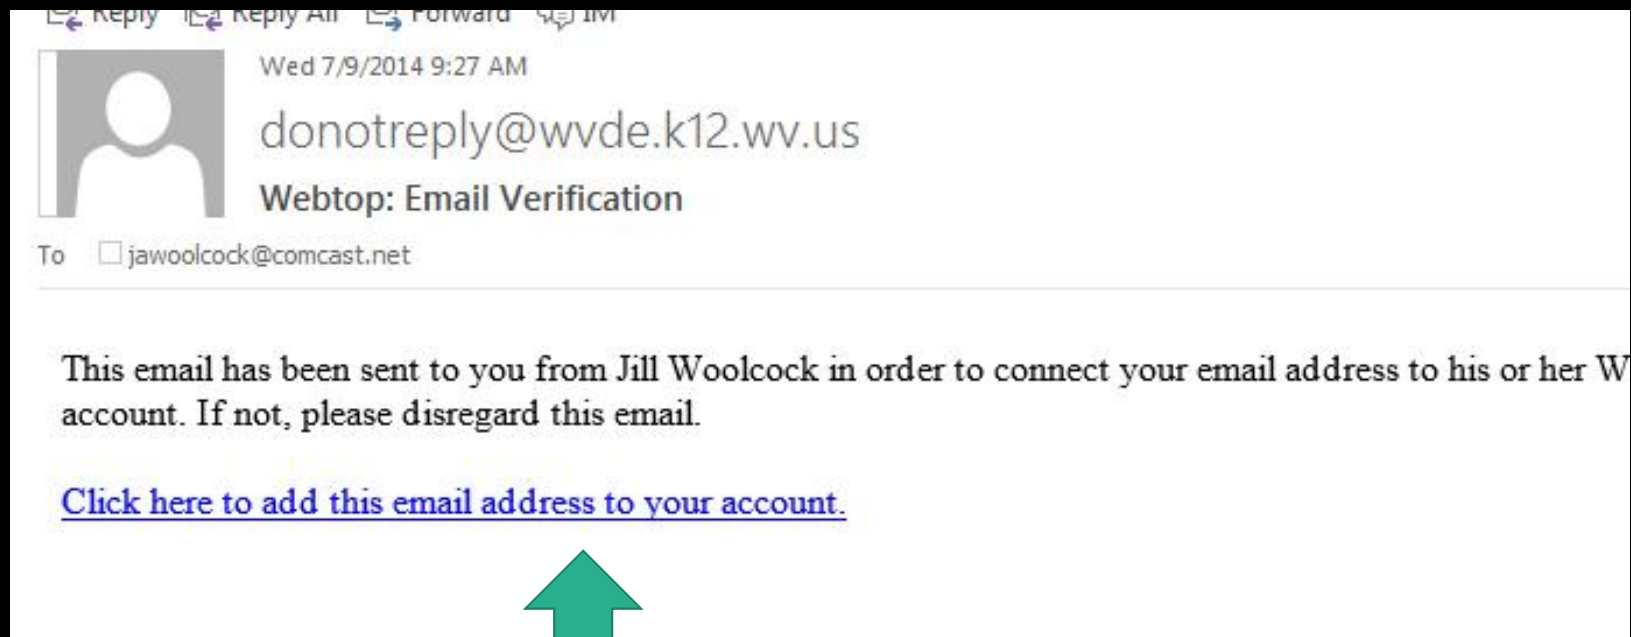 Reply Reply All Forward IM
Wed 7/9/2014 9:27 AM
donotreply@wvde.k12.wv.us
Webtop: Email Verification
To jawoolcock@comcast.net
This email has been sent to you from Jill Woolcock in order to connect your email address to his or her W
account. If not, please disregard this email.
Click here to add this email address to your account.